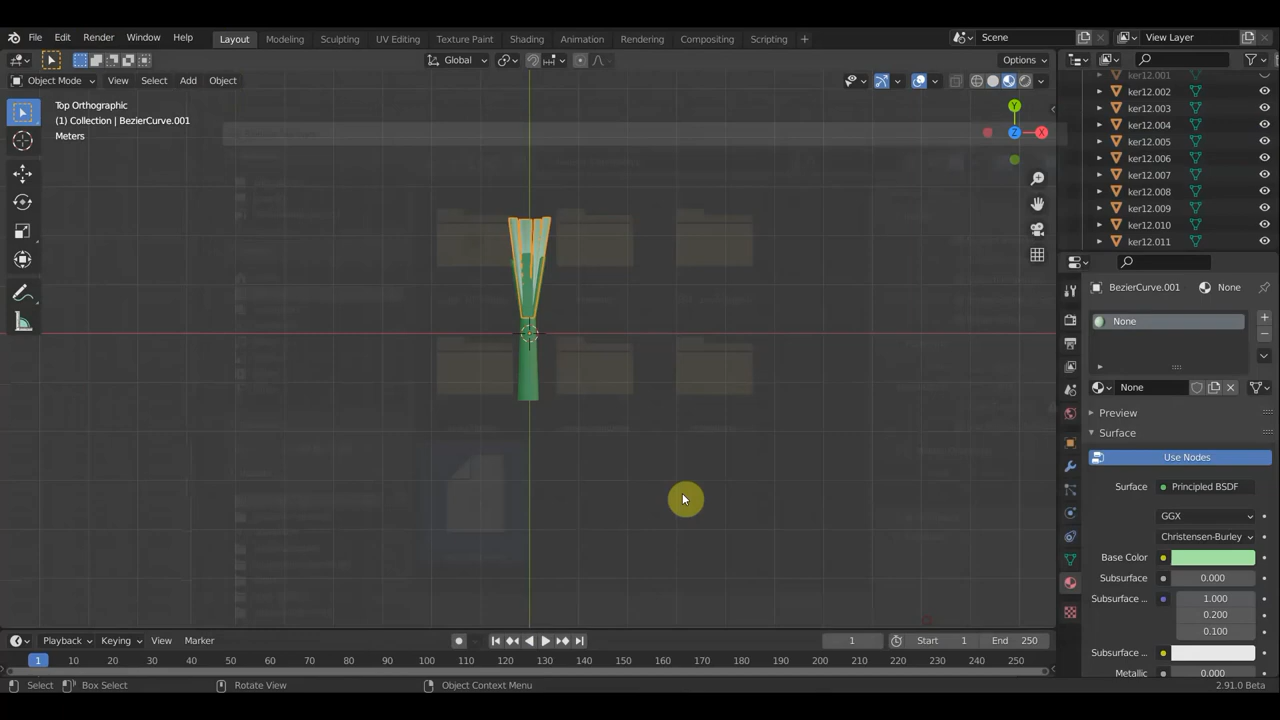 File Edit Render Window Help Layout Modeling Sculpting UV Editing Texture Paint Shading Animation Rendering Compositing Scripting + Scene View Layer
Global Options
Object Mode View Select Add Object
Top Orthographic
(1) Collection | BezierCurve.001
Meters
Y
X
Z
ker12.001
ker12.002
ker12.003
ker12.004
ker12.005
ker12.006
ker12.007
ker12.008
ker12.009
ker12.010
ker12.011
BezierCurve.001 None
None
None
Preview
Surface
Use Nodes
Surface Principled BSDF
GGX
Christensen-Burley
Base Color
Subsurface 0.000
Subsurface ... 1.000
0.200
0.100
Subsurface ...
Metallic 0.000
Playback Keying View Marker 1 Start 1 End 250
1 10 20 30 40 50 60 70 80 90 100 110 120 130 140 150 160 170 180 190 200 210 220 230 240 250
Select Box Select Rotate View Object Context Menu 2.91.0 Beta